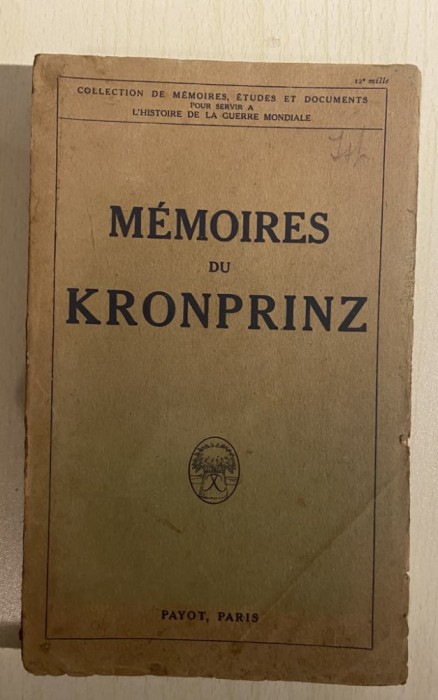 12e mille
COLLECTION DE MÉMOIRES, ÉTUDES ET DOCUMENTS
POUR SERVIR A
L'HISTOIRE DE LA GUERRE MONDIALE
MÉMOIRES
DU
KRONPRINZ
PAYOT, PARIS